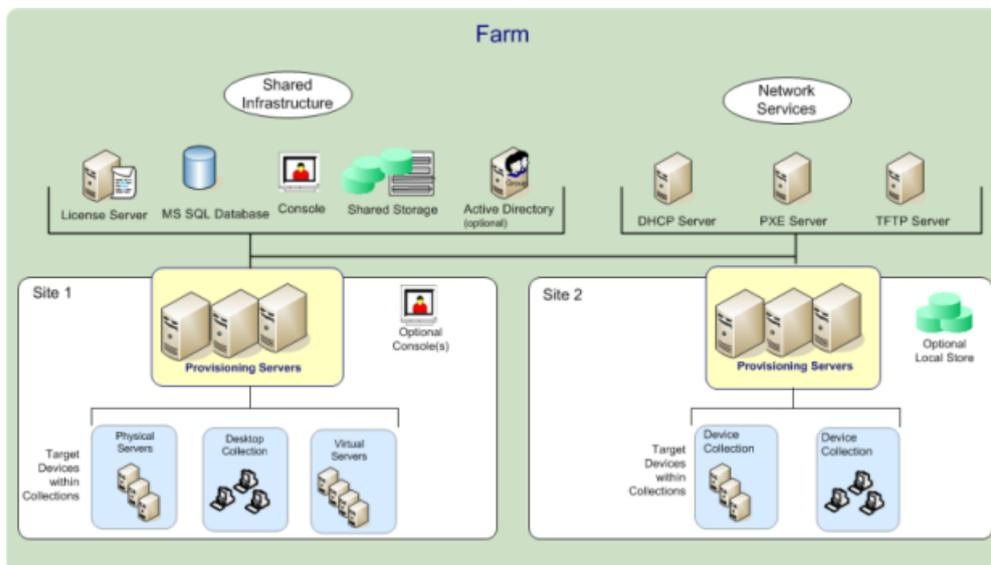 Farm
Shared
Infrastructure
Network
Services
License Server
MS SQL Database
Console
Shared Storage
Group
Active Directory
(optional)
DHCP Server
PXE Server
TFTP Server
Site 1
Provisioning Servers
Optional
Console(s)
Target
Devices
within
Collections
Physical
Servers
Desktop
Collection
Virtual
Servers
Site 2
Provisioning Servers
Optional
Local Store
Target
Devices
within
Collections
Device
Collection
Device
Collection